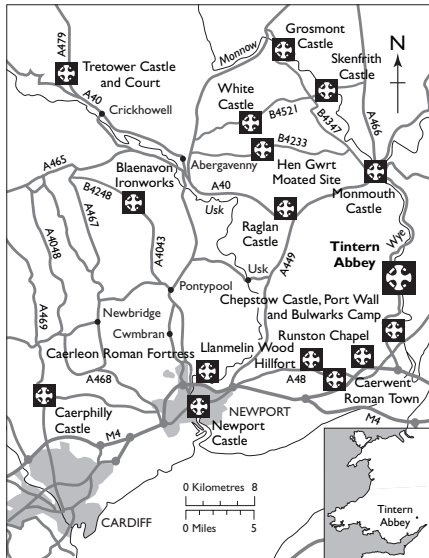 A479
Monnow
Grosmont
Castle
Skenfrith
Castle
N
Tretower Castle
and Court
A40
Crickhowell
White
Castle
B4521
B4347
A466
B4233
A465
Abergavenny
Hen Gwrt
Moated Site
Blaenavon
Ironworks
B4248
A467
A40
Usk
Monmouth
Castle
Raglan
Castle
Wye
Tintern
Abbey
A4048
A4043
A449
Usk
A469
Pontypool
Chepstow Castle, Port Wall
and Bulwarks Camp
Newbridge
Cwmbran
Runston Chapel
Caerleon Roman Fortress
Llanmelin Wood
Hillfort
A468
A48
Caerwent
Roman Town
Caerphilly
Castle
NEWPORT
Newport
Castle
M4
M4
0 Kilometres 8
0 Miles 5
CARDIFF
Tintern
Abbey